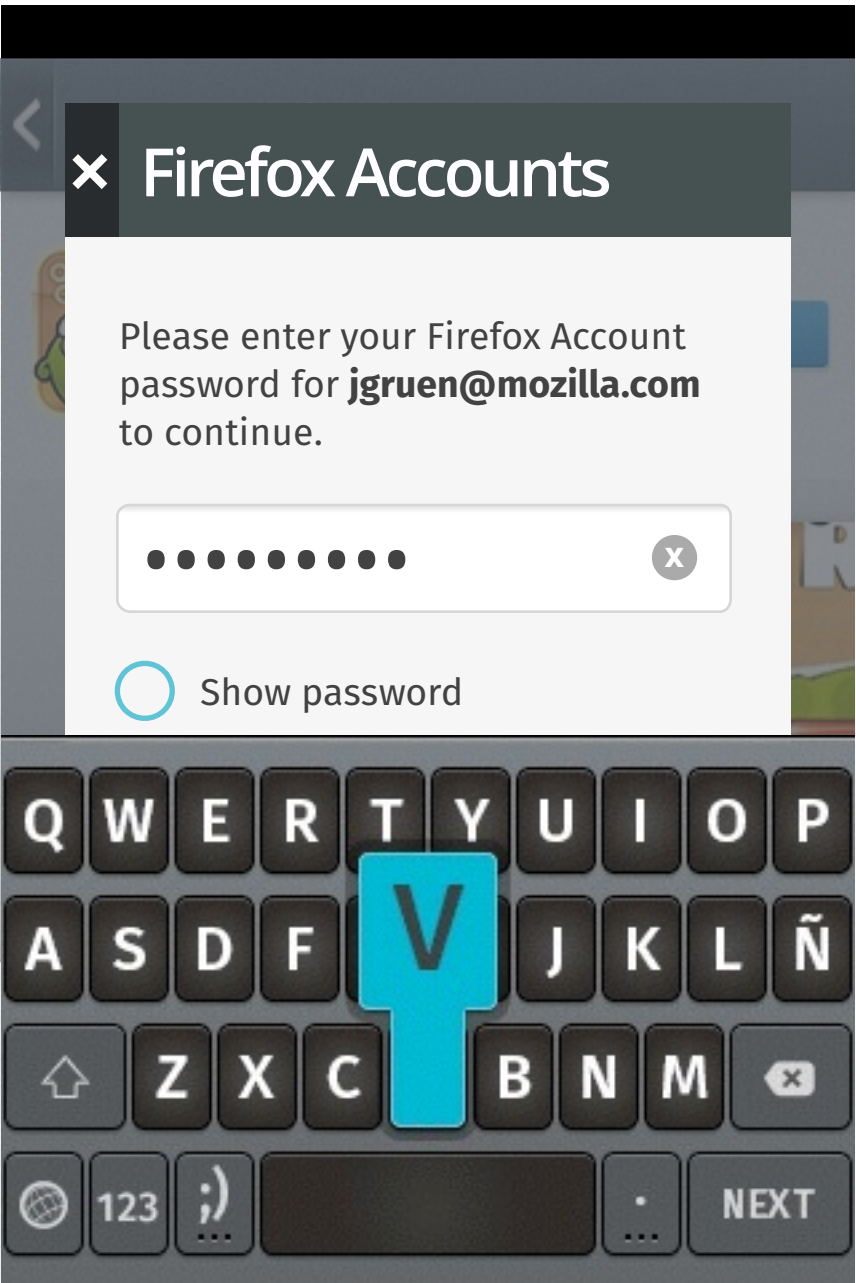 Firefox Accounts
Please enter your Firefox Account
password for jgruen@mozilla.com
to continue.
•••••••••
x
Show password
Q W E R T Y U I O P
A S D F V J K L Ñ
Z X C B N M
123 ;) ... . ... NEXT